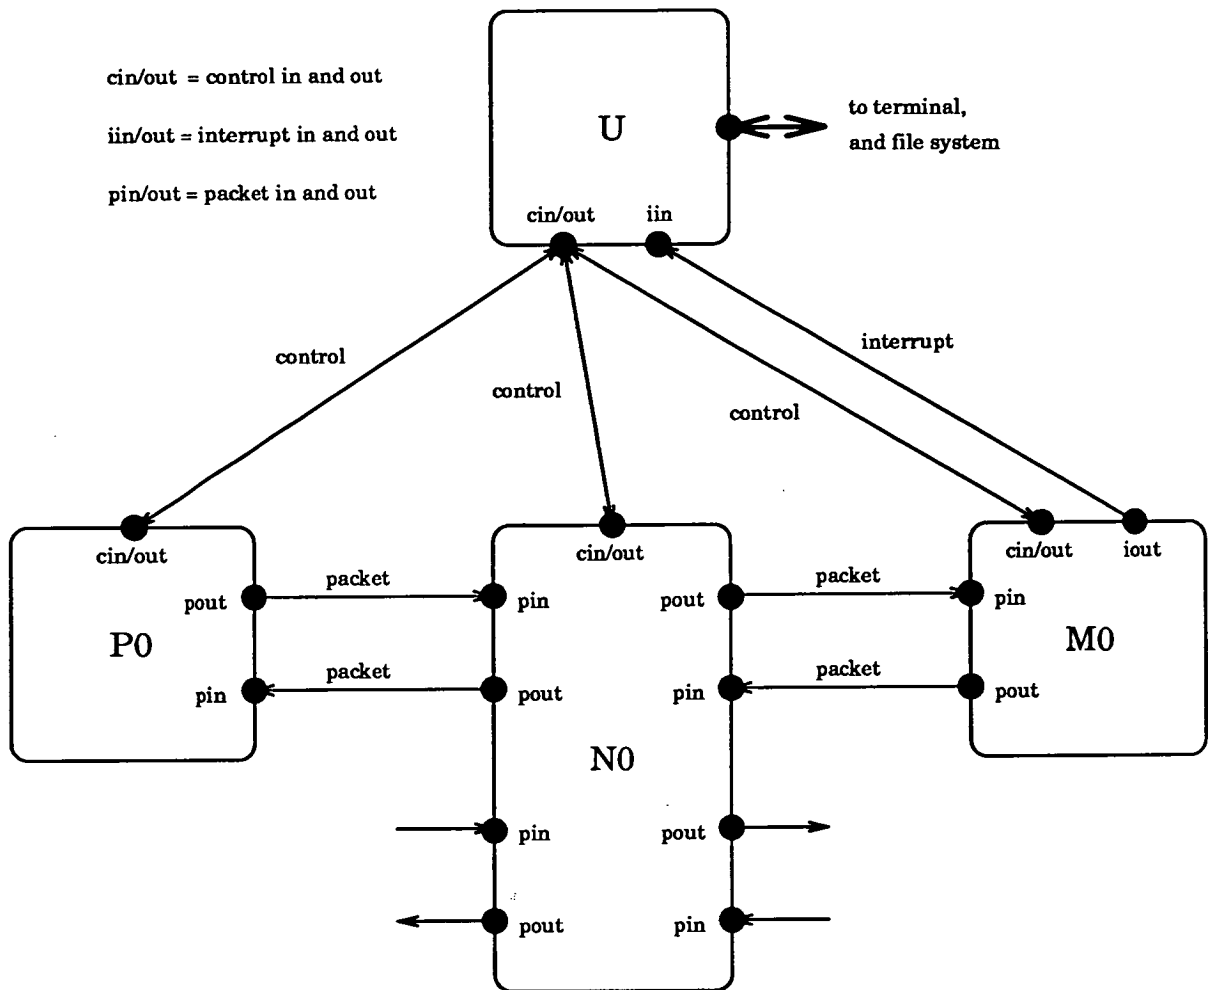 cin/out = control in and out
iin/out = interrupt in and out
pin/out = packet in and out
U
to terminal,
and file system
cin/out
iin
control
control
control
interrupt
cin/out
cin/out
cin/out
iout
pout
packet
pin
pout
packet
pin
P0
M0
pin
packet
pout
pin
packet
pout
N0
pin
pout
pout
pin